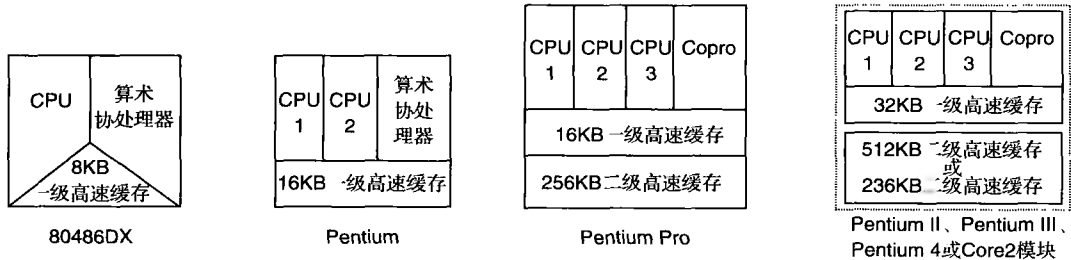 CPU
算术
协处理器
8KB
一级高速缓存
80486DX
CPU
1
CPU
2
算术
协处
理器
16KB 一级高速缓存
Pentium
CPU
1
CPU
2
CPU
3
Copro
16KB 一级高速缓存
256KB二级高速缓存
Pentium Pro
CPU
1
CPU
2
CPU
3
Copro
32KB 一级高速缓存
512KB 二级高速缓存
或
236KB 二级高速缓存
Pentium II、Pentium III、
Pentium 4或Core2模块